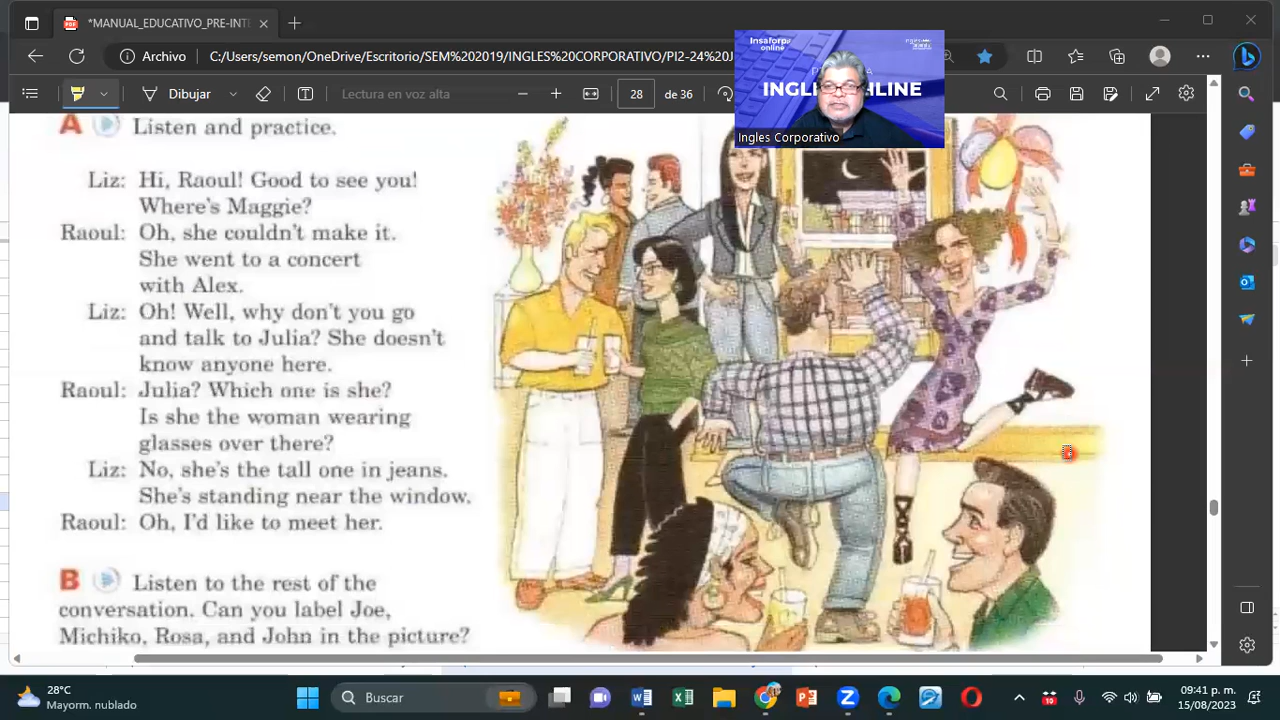 *MANUAL_EDUCATIVO_PRE-INT
Archivo C:/Users/semon/OneDrive/Escritorio/SEM%202019/INGLES%20CORPORATIVO/PI2-24%20J
Dibujar
Lectura en voz alta
28 de 36
Insaforp
online
INGL ONLINE
Ingles Corporativo
A Listen and practice.
Liz: Hi, Raoul! Good to see you!
Where's Maggie?
Raoul: Oh, she couldn't make it.
She went to a concert
with Alex.
Liz: Oh! Well, why don't you go
and talk to Julia? She doesn't
know anyone here.
Raoul: Julia? Which one is she?
Is she the woman wearing
glasses over there?
Liz: No, she's the tall one in jeans.
She's standing near the window.
Raoul: Oh, I'd like to meet her.
B Listen to the rest of the
conversation. Can you label Joe,
Michiko, Rosa, and John in the picture?
28°C
Mayorm. nublado
Buscar
10
09:41 p. m.
15/08/2023